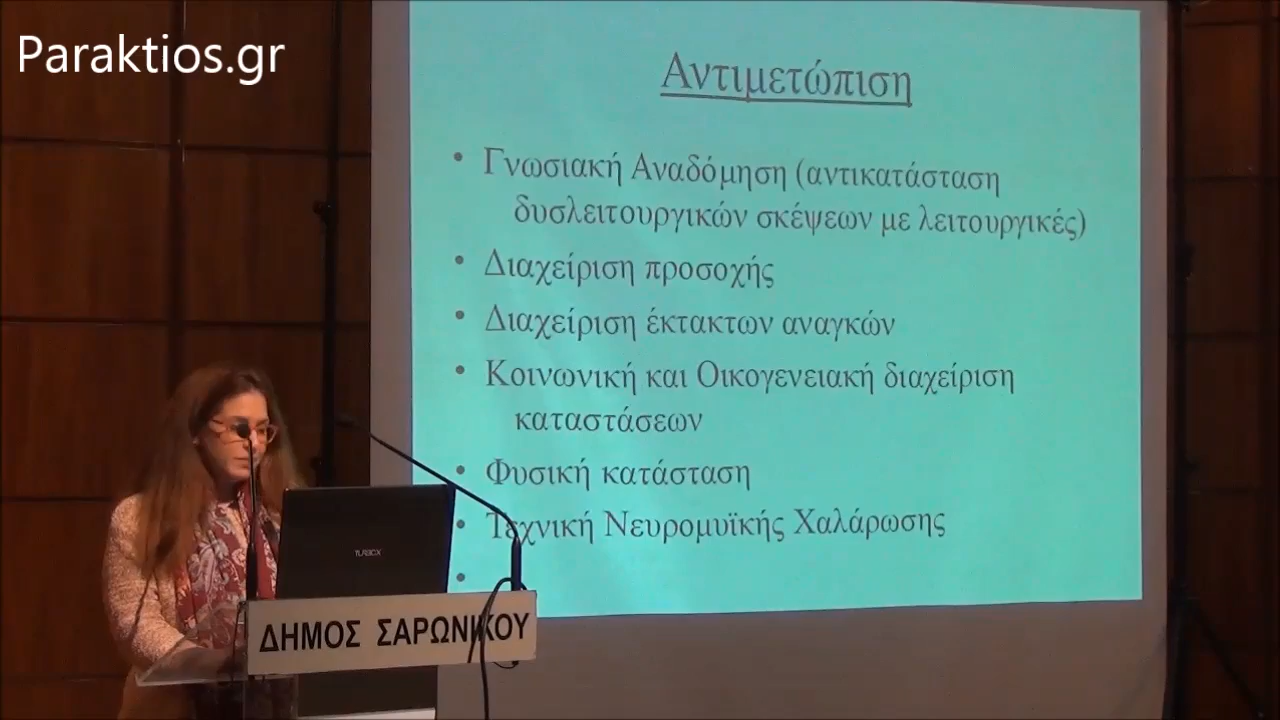 Paraktios.gr
Αντιμετώπιση
• Γνωσιακή Αναδόμηση (αντικατάσταση
δυσλειτουργικών σκέψεων με λειτουργικές)
• Διαχείριση προσοχής
• Διαχείριση έκτακτων αναγκών
• Κοινωνική και Οικογενειακή διαχείριση
καταστάσεων
• Φυσική κατάσταση
• Τεχνική Νευρομυϊκής Χαλάρωσης
•
TURBOX
ΔΗΜΟΣ ΣΑΡΩΝΙΚΟΥ